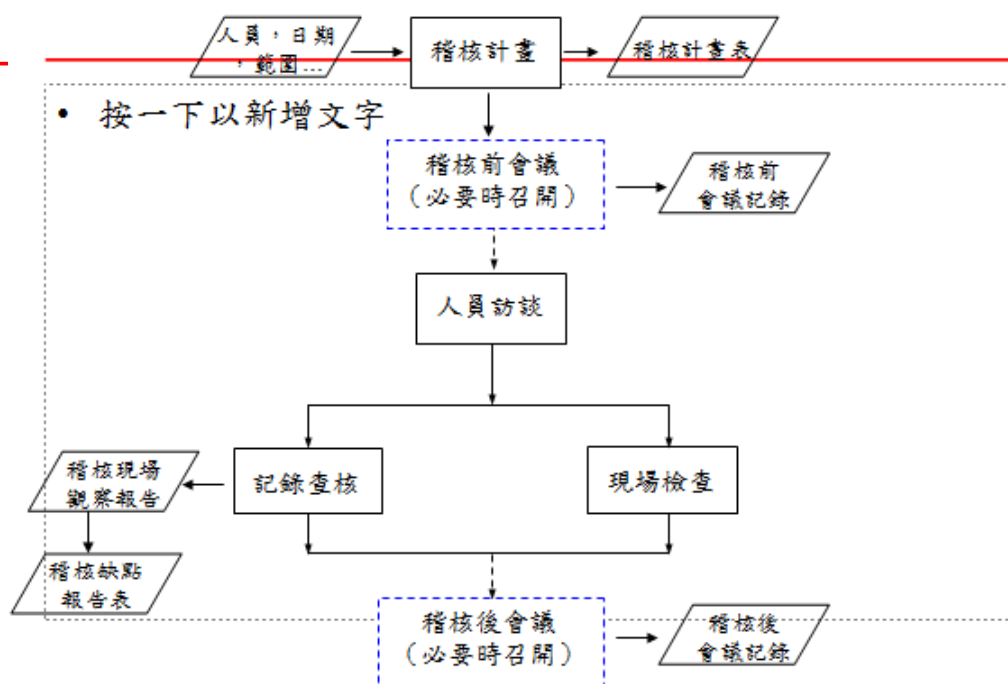 人員，日期
，範圍...
稽核計畫
稽核計畫表
• 按一下以新增文字
稽核前會議
（必要時召開）
稽核前
會議記錄
人員訪談
稽核現場
觀察報告
記錄查核
現場檢查
稽核缺點
報告表
稽核後會議
（必要時召開）
稽核後
會議記錄